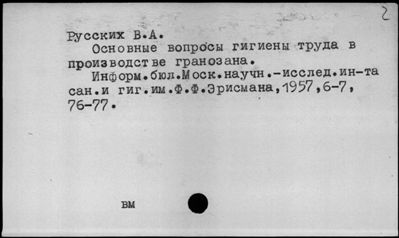 2
Русских В.А.
Основные вопросы гигиены труда в
производстве гранозана.
Информ.бюл.Моск.научн.-исслед.ин-та
сан.и гиг.им.Ф.Ф.Эрисмана,1957,6-7,
76-77.
вм